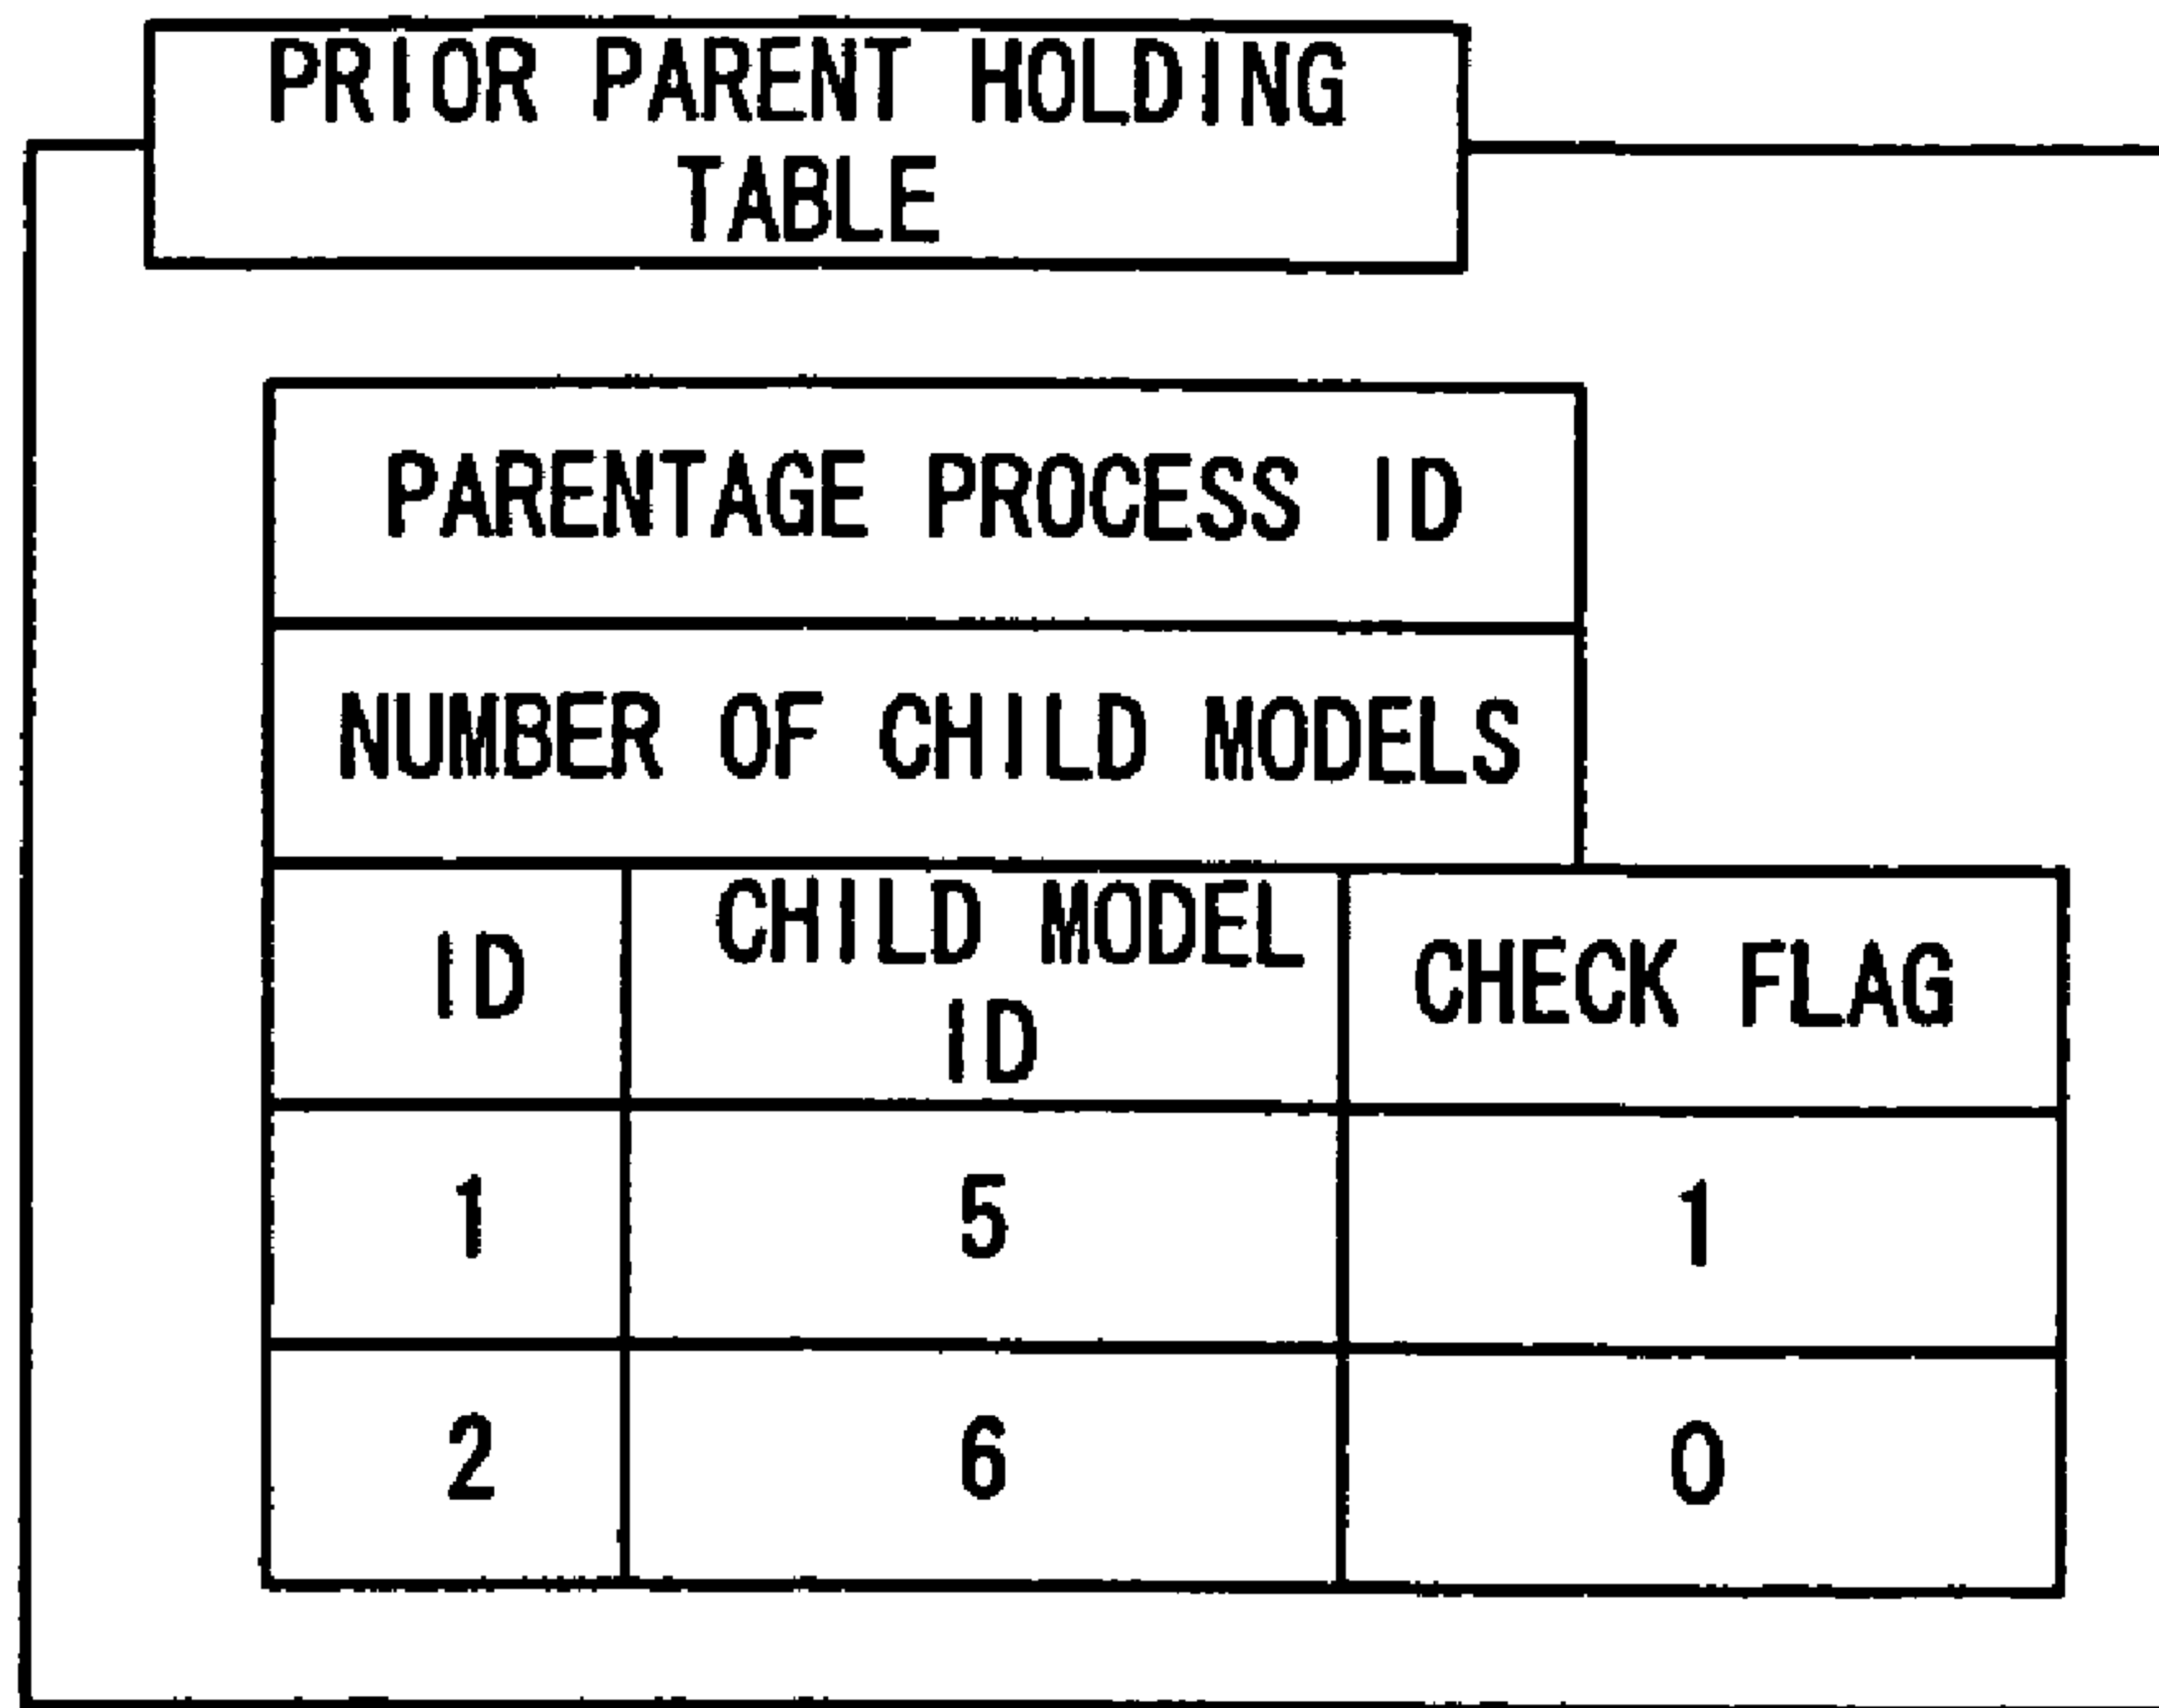 PRIOR PARENT HOLDING
TABLE
PARENTAGE PROCESS ID
NUMBER OF CHILD MODELS
ID CHILD MODEL ID CHECK FLAG
1 5 1
2 6 0